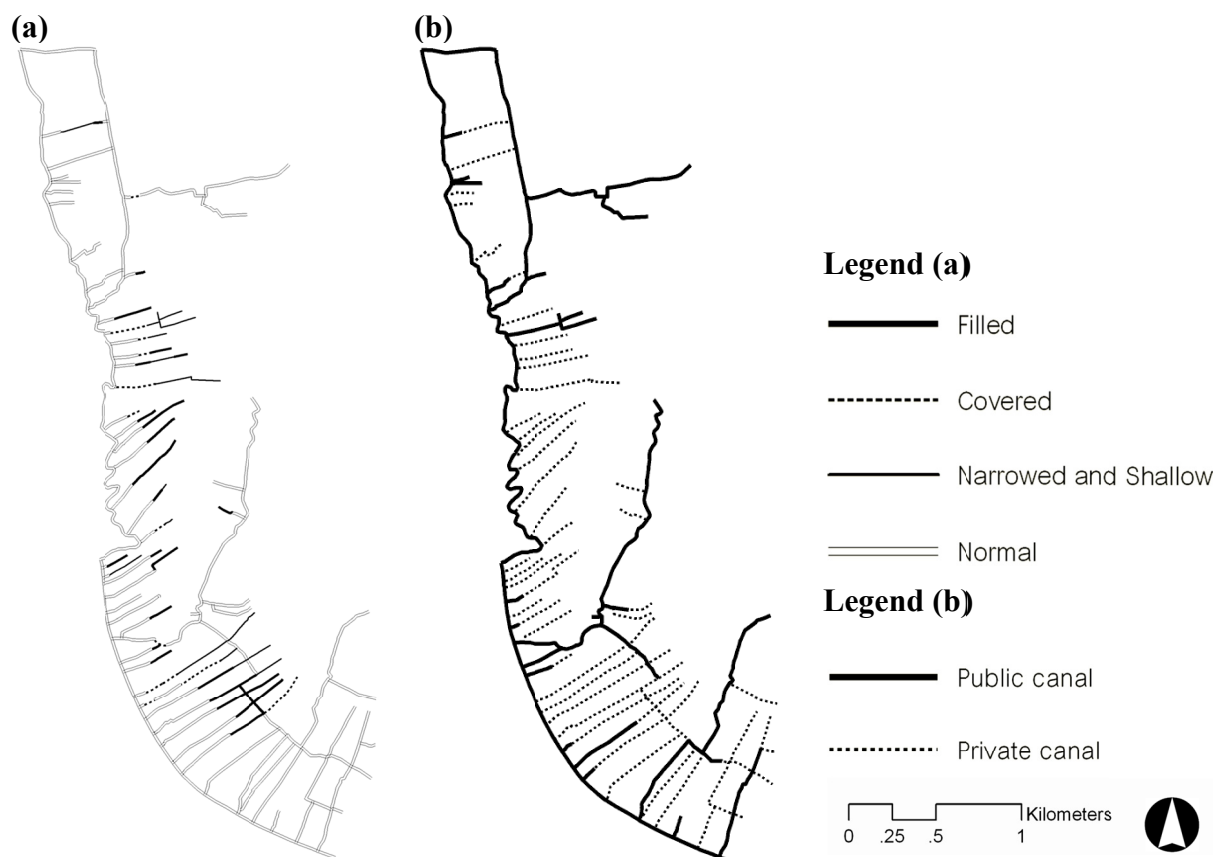 (a)
(b)
Legend (a)
Filled
Covered
Narrowed and Shallow
Normal
Legend (b)
Public canal
Private canal
Kilometers
0 .25 .5 1